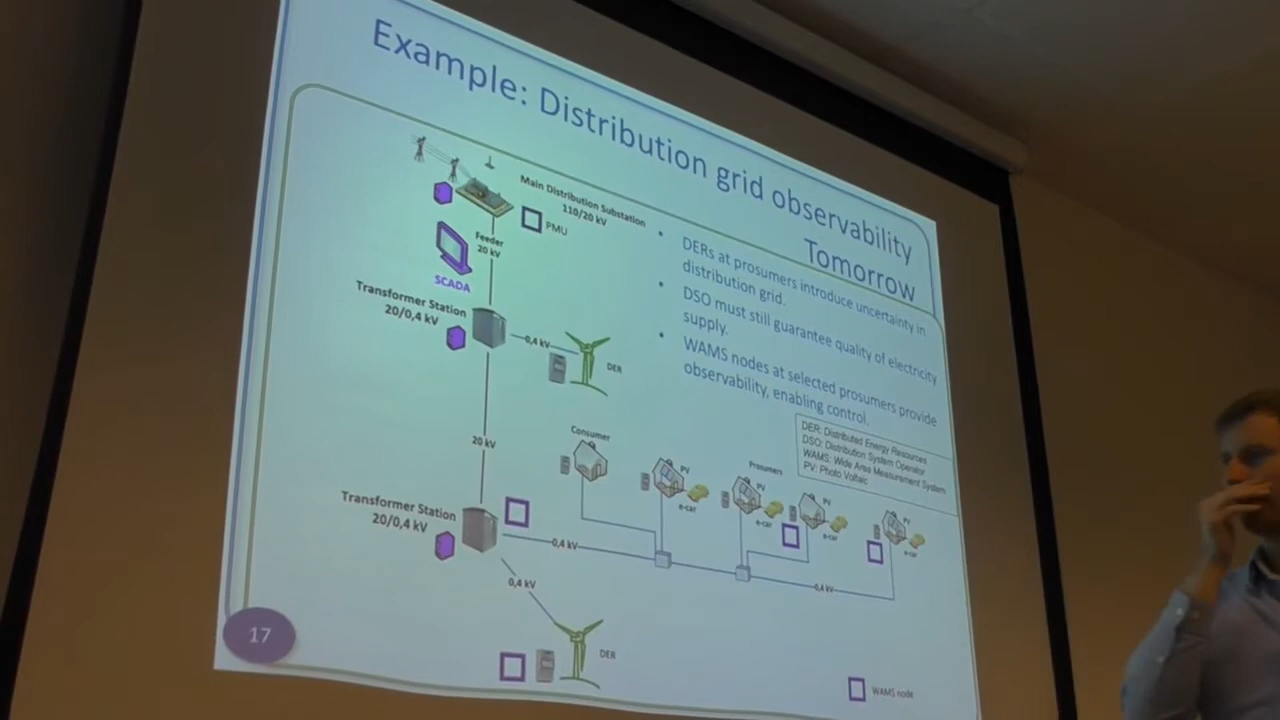 Example: Distribution grid observability
Tomorrow
Main Distribution Substation
110/20 kV
PMU
Feeder
20 kV
SCADA
Transformer Station
20/0,4 kV
0,4 kV
DER
• DERs at prosumers introduce uncertainty in
distribution grid.
• DSO must still guarantee quality of electricity
supply.
• WAMS nodes at selected prosumers provide
observability, enabling control.
DER: Distributed Energy Resources
DSO: Distribution System Operator
WAMS: Wide Area Measurement System
PV: Photo Voltaic
20 kV
Consumer
Prosumers
PV
PV
PV
PV
e-car
e-car
e-car
e-car
Transformer Station
20/0,4 kV
0,4 kV
0,4 kV
0,4 kV
DER
WAMS node
17